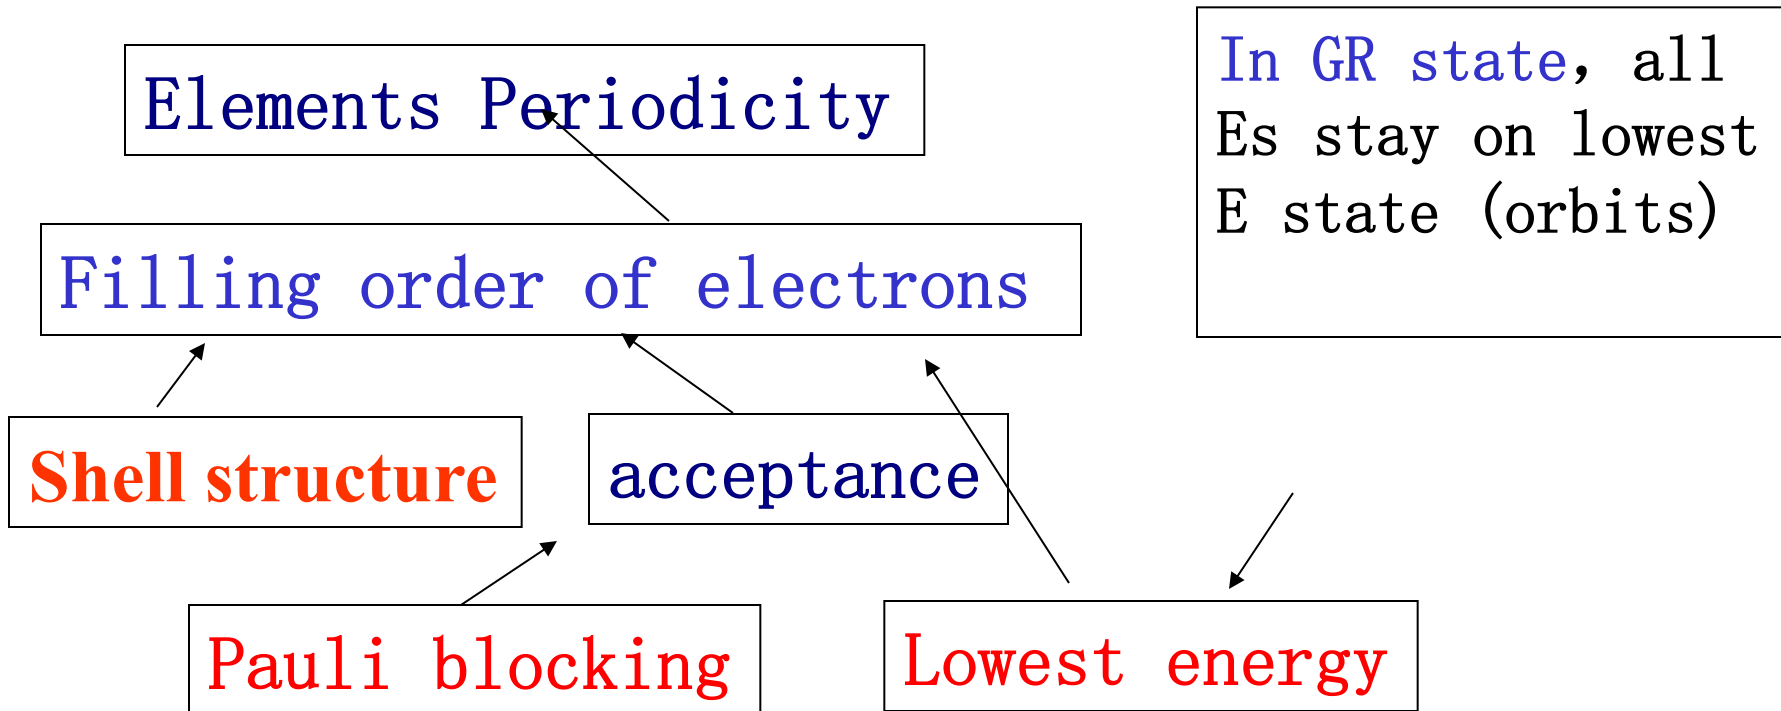 Elements Periodicity
In GR state, all
Es stay on lowest
E state (orbits)
Filling order of electrons
Shell structure
acceptance
Pauli blocking
Lowest energy